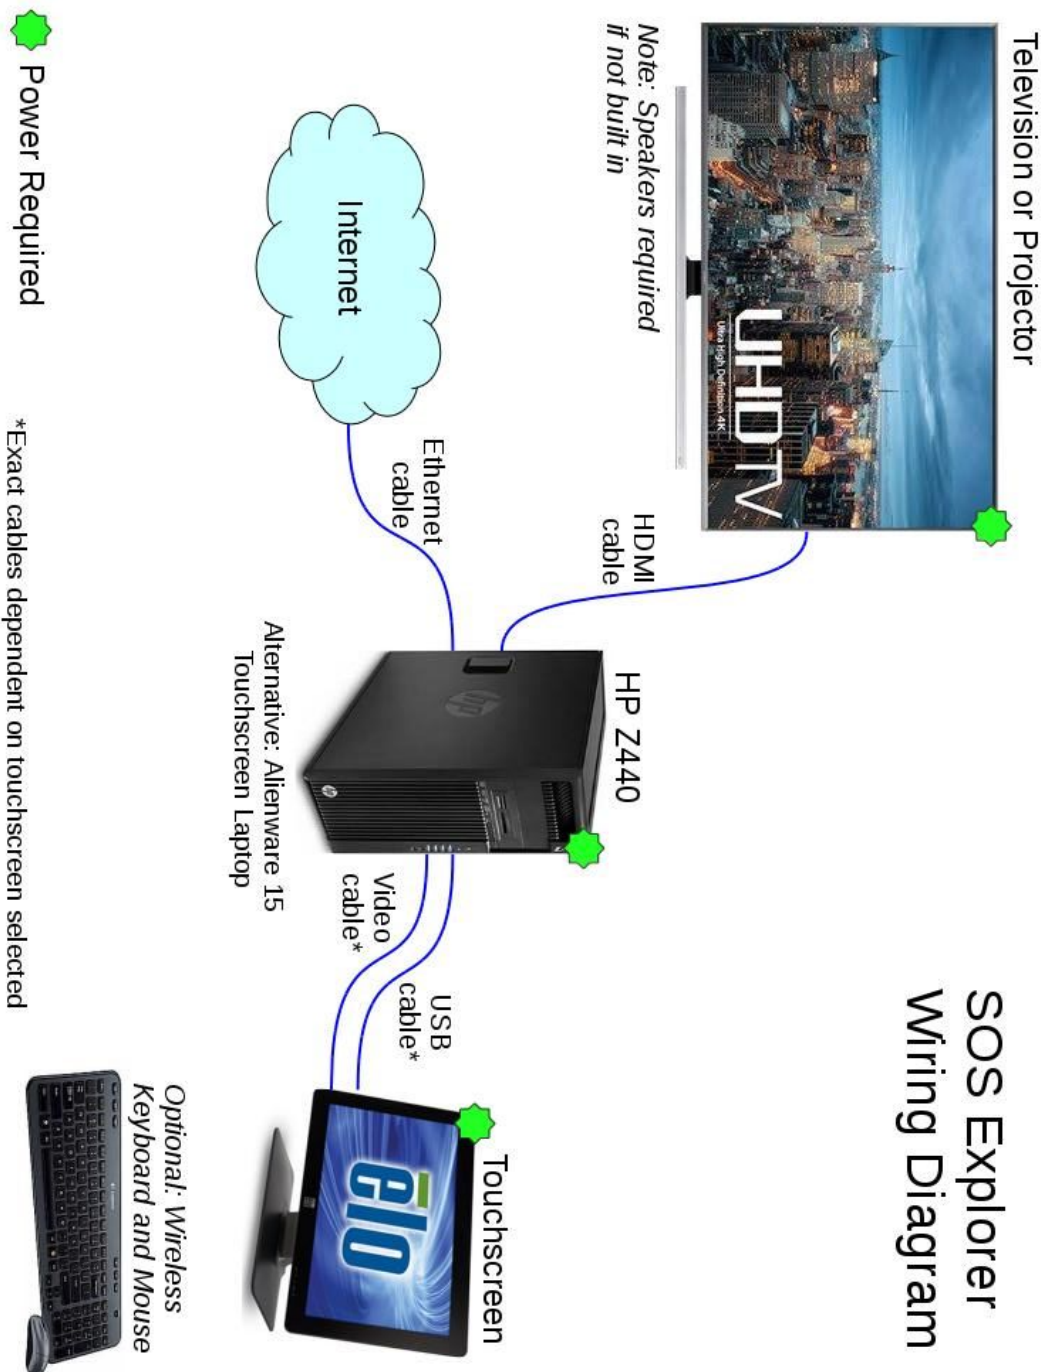 SOS Explorer
Wiring Diagram
Television or Projector
UHDTV
Ultra High Definition 4K
Note: Speakers required
if not built in
HDMI
cable
HP Z440
hp
hp
Internet
Ethernet
cable
Alternative: Alienware 15
Touchscreen Laptop
Video
cable*
USB
cable*
Touchscreen
elo
Optional: Wireless
Keyboard and Mouse
Power Required
*Exact cables dependent on touchscreen selected